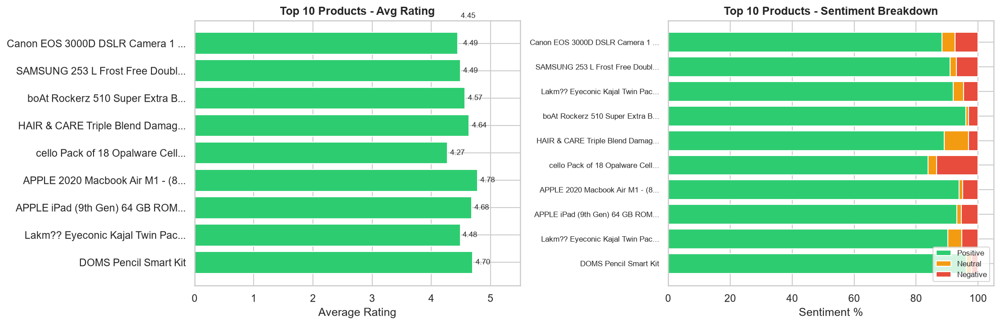 Top 10 Products - Avg Rating
4.45
Canon EOS 3000D DSLR Camera 1 ...
4.49
SAMSUNG 253 L Frost Free Doubl...
4.49
boAt Rockerz 510 Super Extra B...
4.57
HAIR & CARE Triple Blend Damag...
4.64
cello Pack of 18 Opalware Cell...
4.27
APPLE 2020 Macbook Air M1 - (8...
4.78
APPLE iPad (9th Gen) 64 GB ROM...
4.68
Lakm?? Eyeconic Kajal Twin Pac...
4.48
DOMS Pencil Smart Kit
4.70
0 1 2 3 4 5
Average Rating
Top 10 Products - Sentiment Breakdown
Canon EOS 3000D DSLR Camera 1 ...
SAMSUNG 253 L Frost Free Doubl...
Lakm?? Eyeconic Kajal Twin Pac...
boAt Rockerz 510 Super Extra B...
HAIR & CARE Triple Blend Damag...
cello Pack of 18 Opalware Cell...
APPLE 2020 Macbook Air M1 - (8...
APPLE iPad (9th Gen) 64 GB ROM...
Lakm?? Eyeconic Kajal Twin Pac...
DOMS Pencil Smart Kit
Positive
Neutral
Negative
0 20 40 60 80 100
Sentiment %